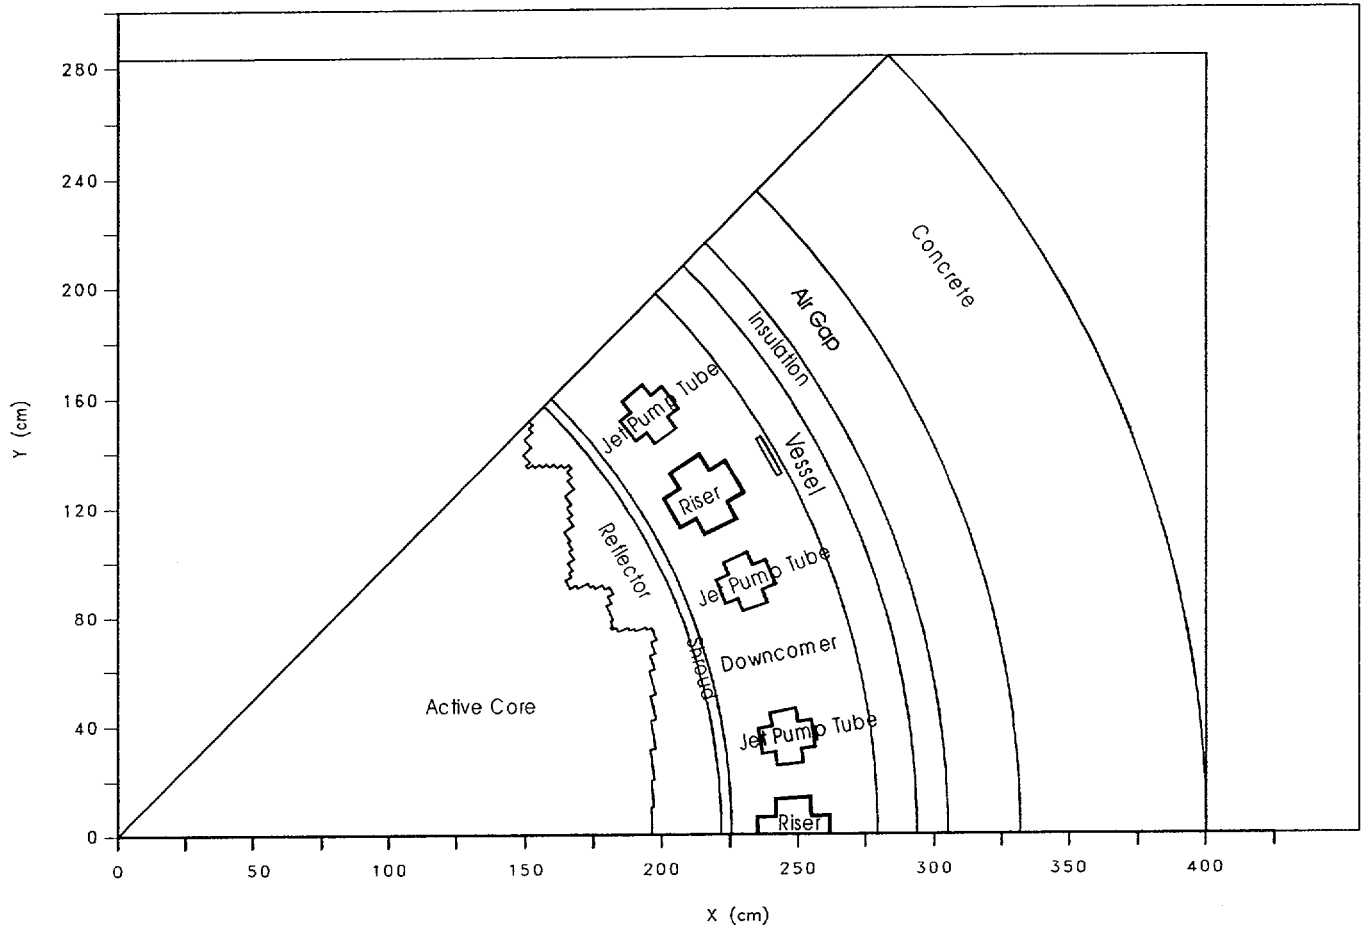 280
240
200
160
120
80
40
0
Y (cm)
Concrete
Air Gap
Insulation
Jet Pump Tube
Vessel
Riser
Reflector
Jet Pump Tube
Shroud
Downcomer
Active Core
Jet Pump Tube
Riser
0 50 100 150 200 250 300 350 400
X (cm)